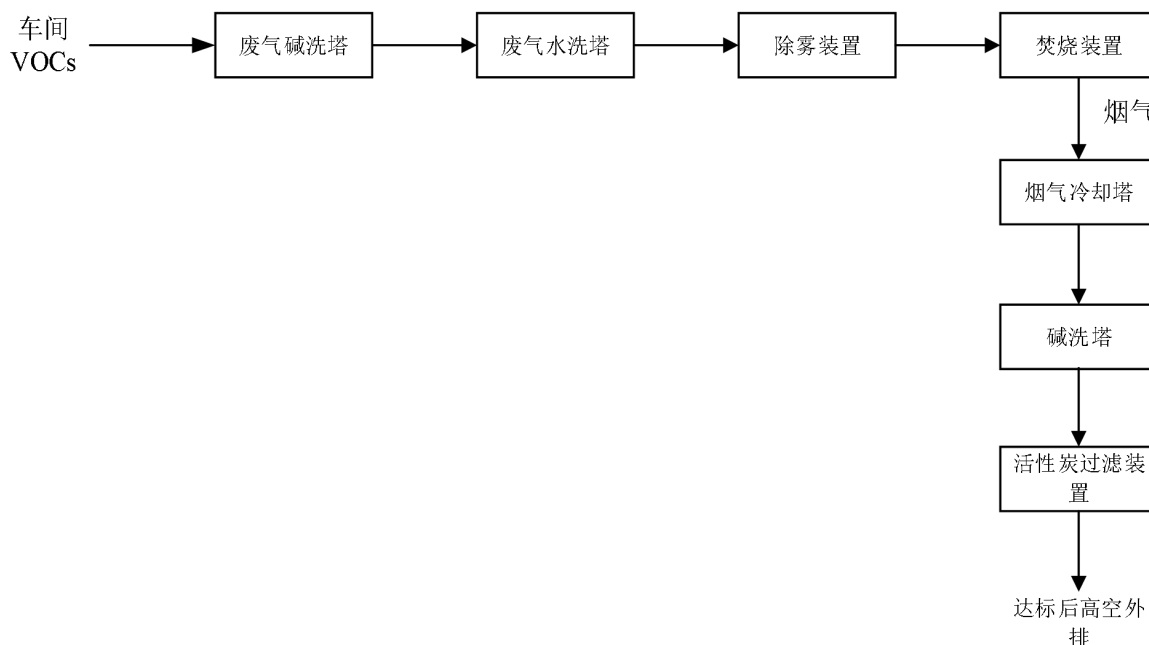 车间
VOCs
废气碱洗塔
废气水洗塔
除雾装置
焚烧装置
烟气
烟气冷却塔
碱洗塔
活性炭过滤装
置
达标后高空外
排